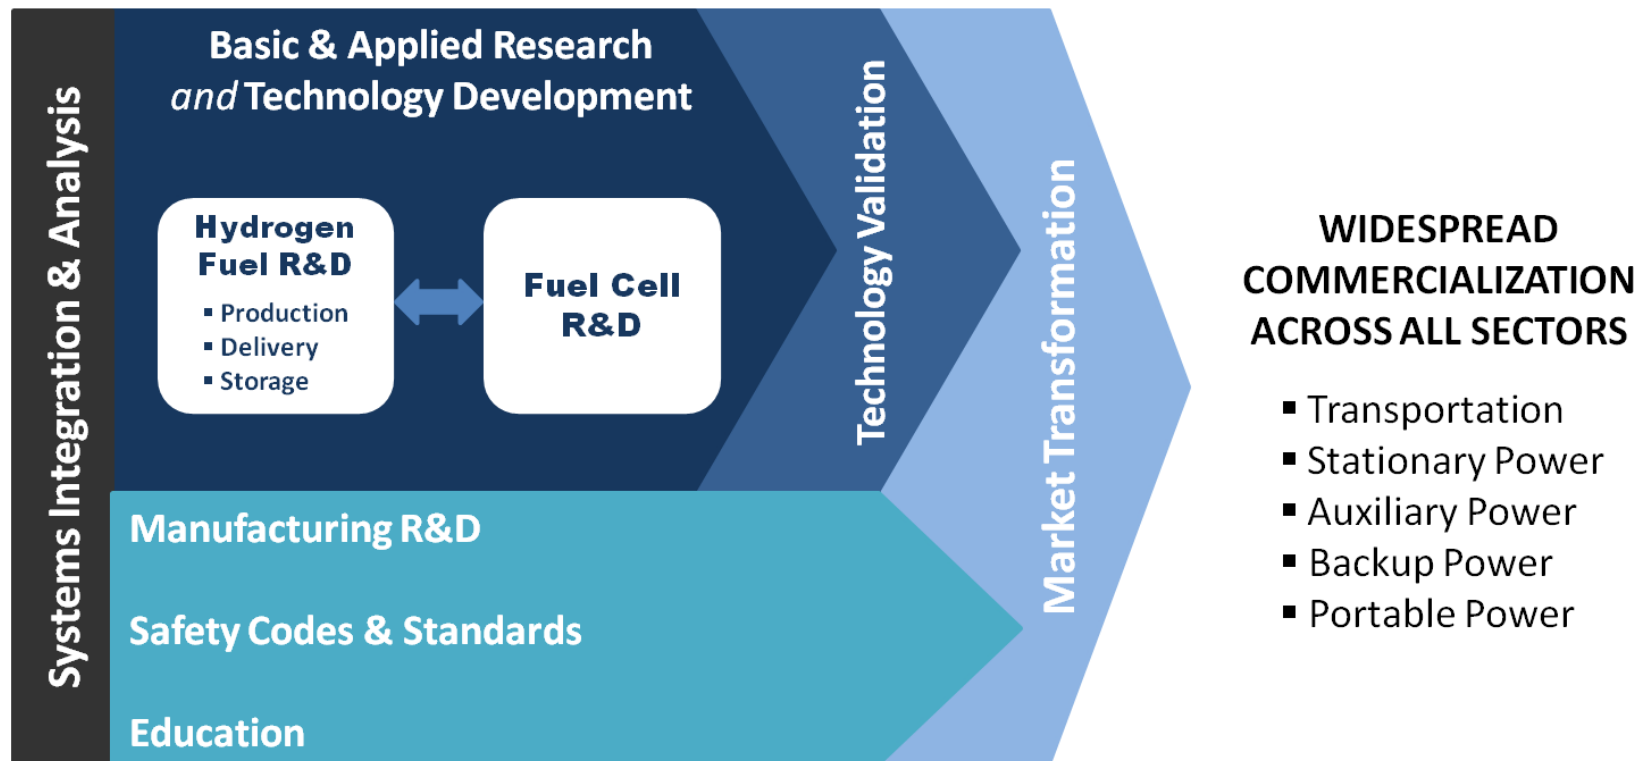 Systems Integration & Analysis
Basic & Applied Research
and Technology Development
Hydrogen
Fuel R&D
▪ Production
▪ Delivery
▪ Storage
Fuel Cell
R&D
Technology Validation
Market Transformation
Manufacturing R&D
Safety Codes & Standards
Education
WIDESPREAD
COMMERCIALIZATION
ACROSS ALL SECTORS
▪ Transportation
▪ Stationary Power
▪ Auxiliary Power
▪ Backup Power
▪ Portable Power